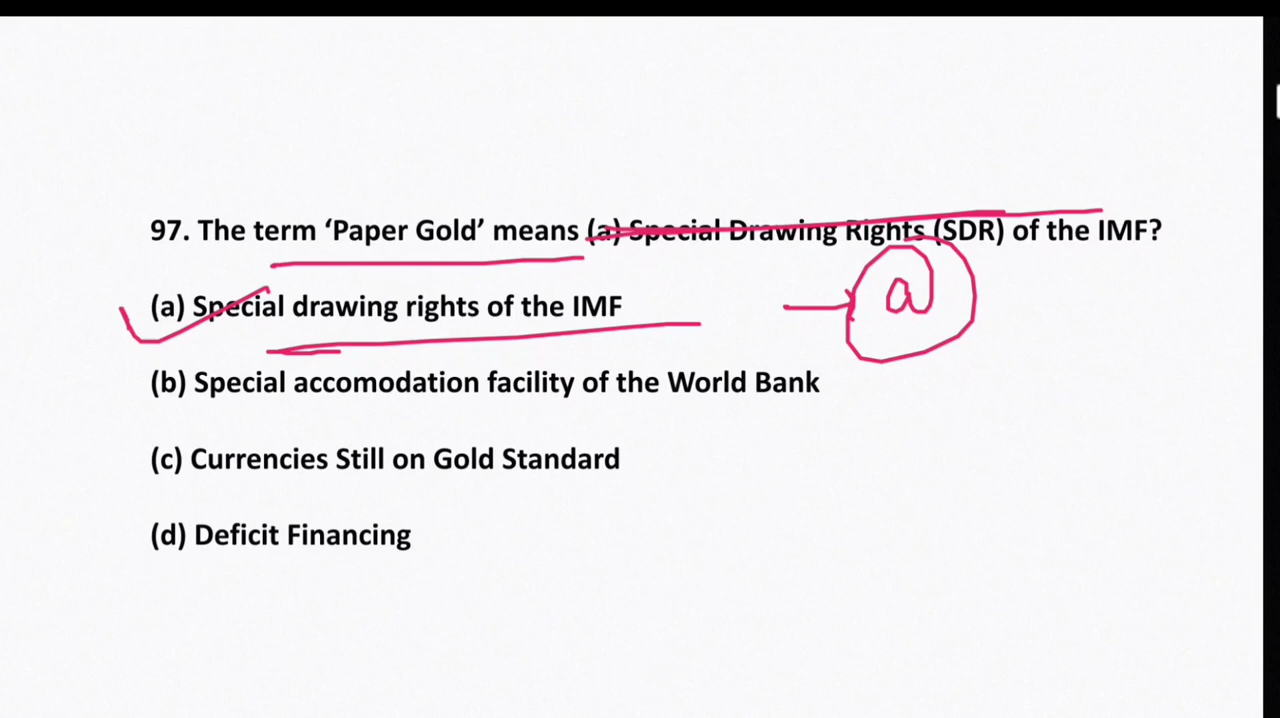 97. The term ‘Paper Gold’ means (a) Special Drawing Rights (SDR) of the IMF?
(a) Special drawing rights of the IMF
a
(b) Special accomodation facility of the World Bank
(c) Currencies Still on Gold Standard
(d) Deficit Financing